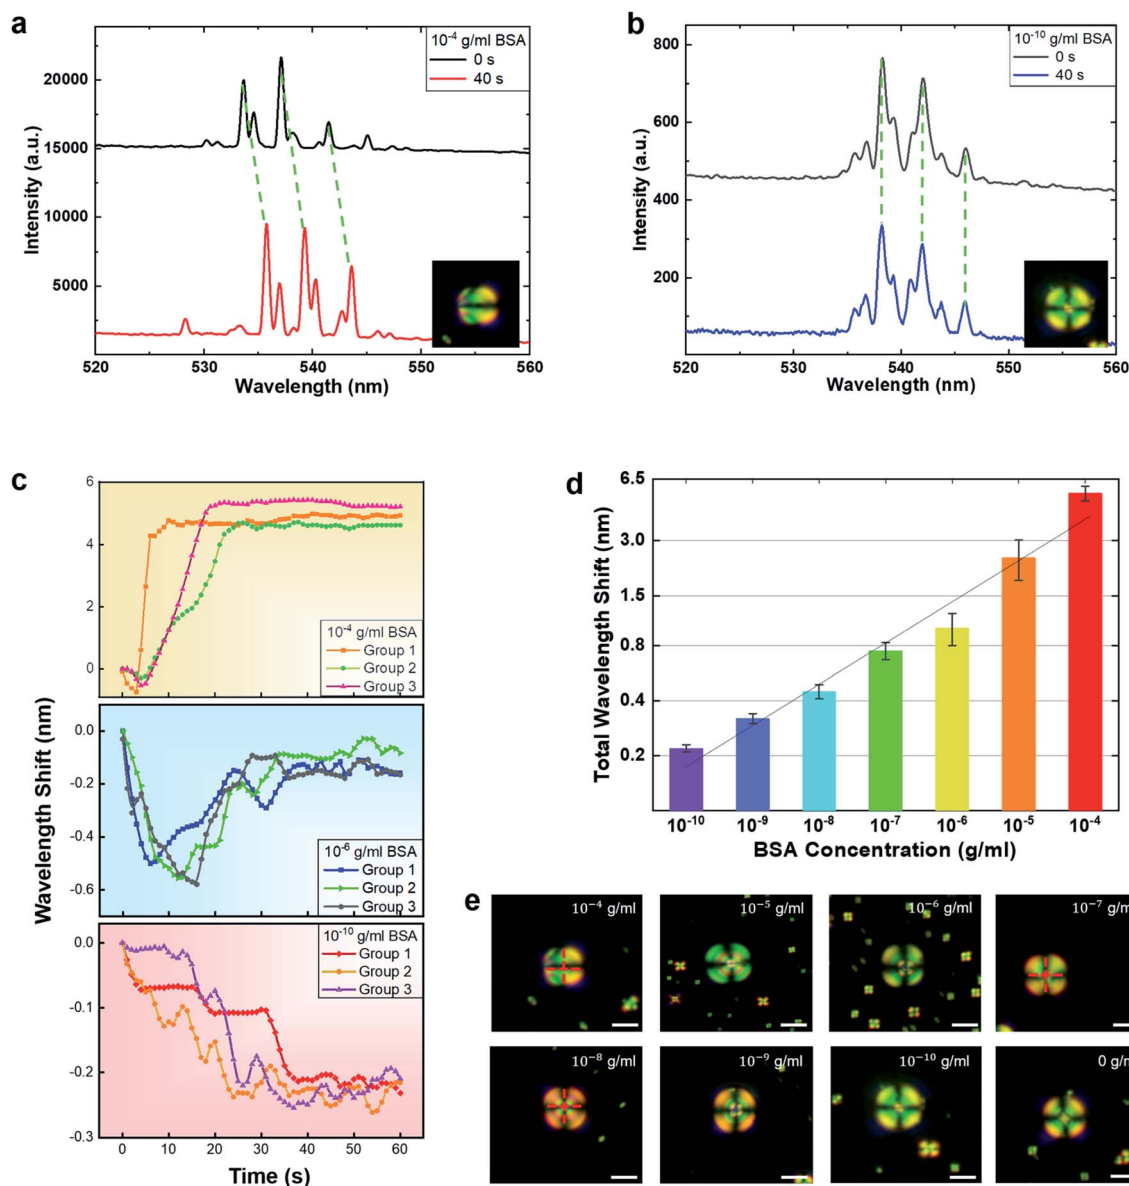 a
10⁻⁴ g/ml BSA
0 s
40 s
20000
15000
10000
5000
Intensity (a.u.)
520 530 540 550 560
Wavelength (nm)
b
10⁻¹⁰ g/ml BSA
0 s
40 s
800
600
400
200
Intensity (a.u.)
520 530 540 550 560
Wavelength (nm)
c
Wavelength Shift (nm)
6
4
2
0
10⁻⁴ g/ml BSA
Group 1
Group 2
Group 3
0.0
-0.2
-0.4
-0.6
10⁻⁶ g/ml BSA
Group 1
Group 2
Group 3
0.0
-0.1
-0.2
-0.3
10⁻¹⁰ g/ml BSA
Group 1
Group 2
Group 3
0 10 20 30 40 50 60
Time (s)
d
Total Wavelength Shift (nm)
6.5
3.0
1.5
0.8
0.4
0.2
10⁻¹⁰ 10⁻⁹ 10⁻⁸ 10⁻⁷ 10⁻⁶ 10⁻⁵ 10⁻⁴
BSA Concentration (g/ml)
e
10⁻⁴ g/ml
10⁻⁵ g/ml
10⁻⁶ g/ml
10⁻⁷ g/ml
10⁻⁸ g/ml
10⁻⁹ g/ml
10⁻¹⁰ g/ml
0 g/m